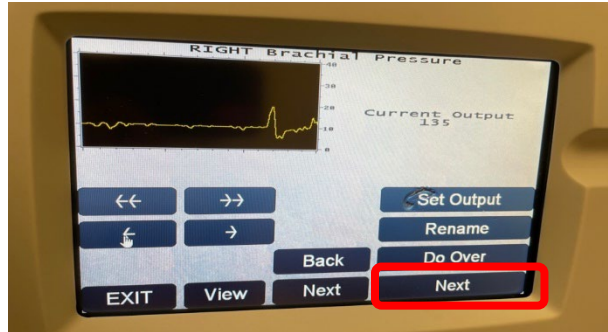 RIGHT Brachial Pressure
40
30
20
10
0
Current Output
135
←← →→ Set Output
← → Rename
Back Do Over
EXIT View Next Next